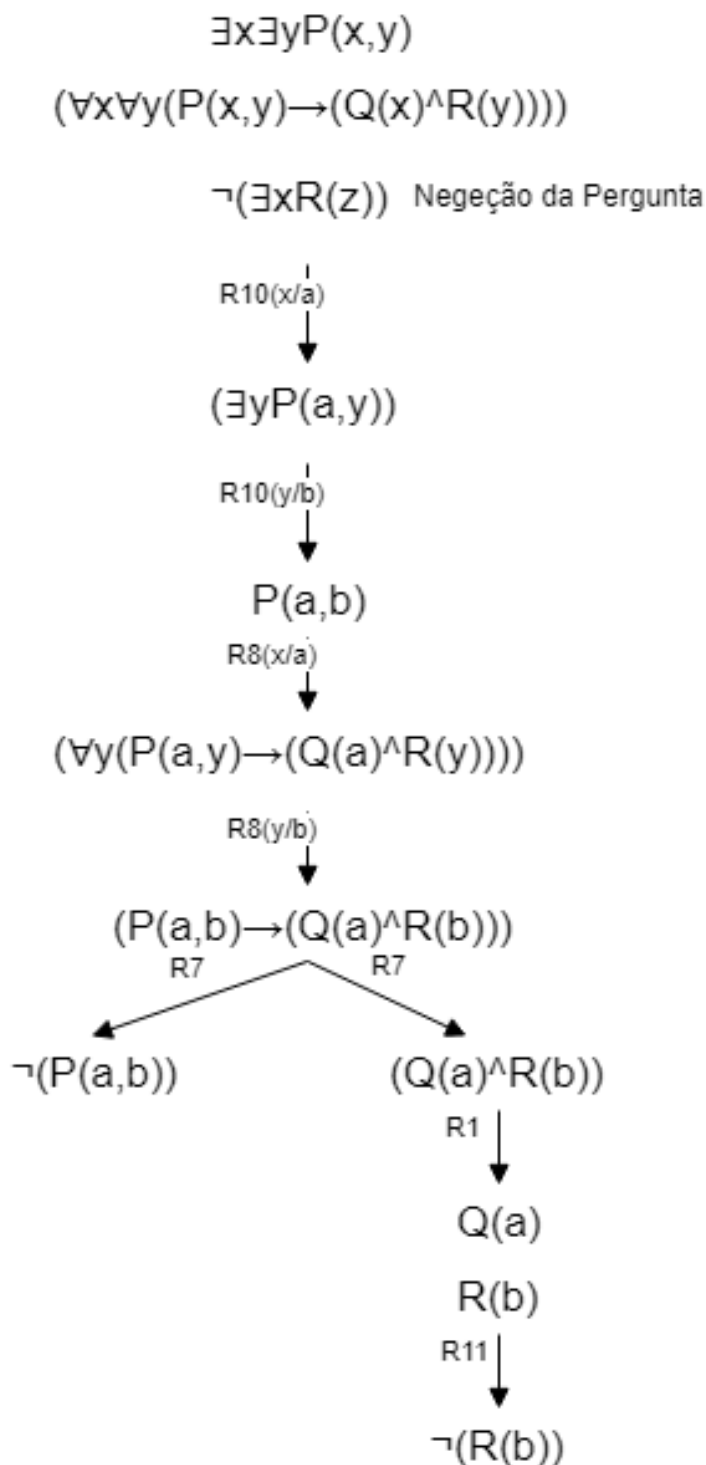 ∃x∃yP(x,y)
(∀x∀y(P(x,y)→(Q(x)^R(y))))
¬(∃xR(z)) Negeção da Pergunta
R10(x/a)
(∃yP(a,y))
R10(y/b)
P(a,b)
R8(x/a)
(∀y(P(a,y)→(Q(a)^R(y))))
R8(y/b)
(P(a,b)→(Q(a)^R(b)))
R7 R7
¬(P(a,b)) (Q(a)^R(b))
R1
Q(a)
R(b)
R11
¬(R(b))